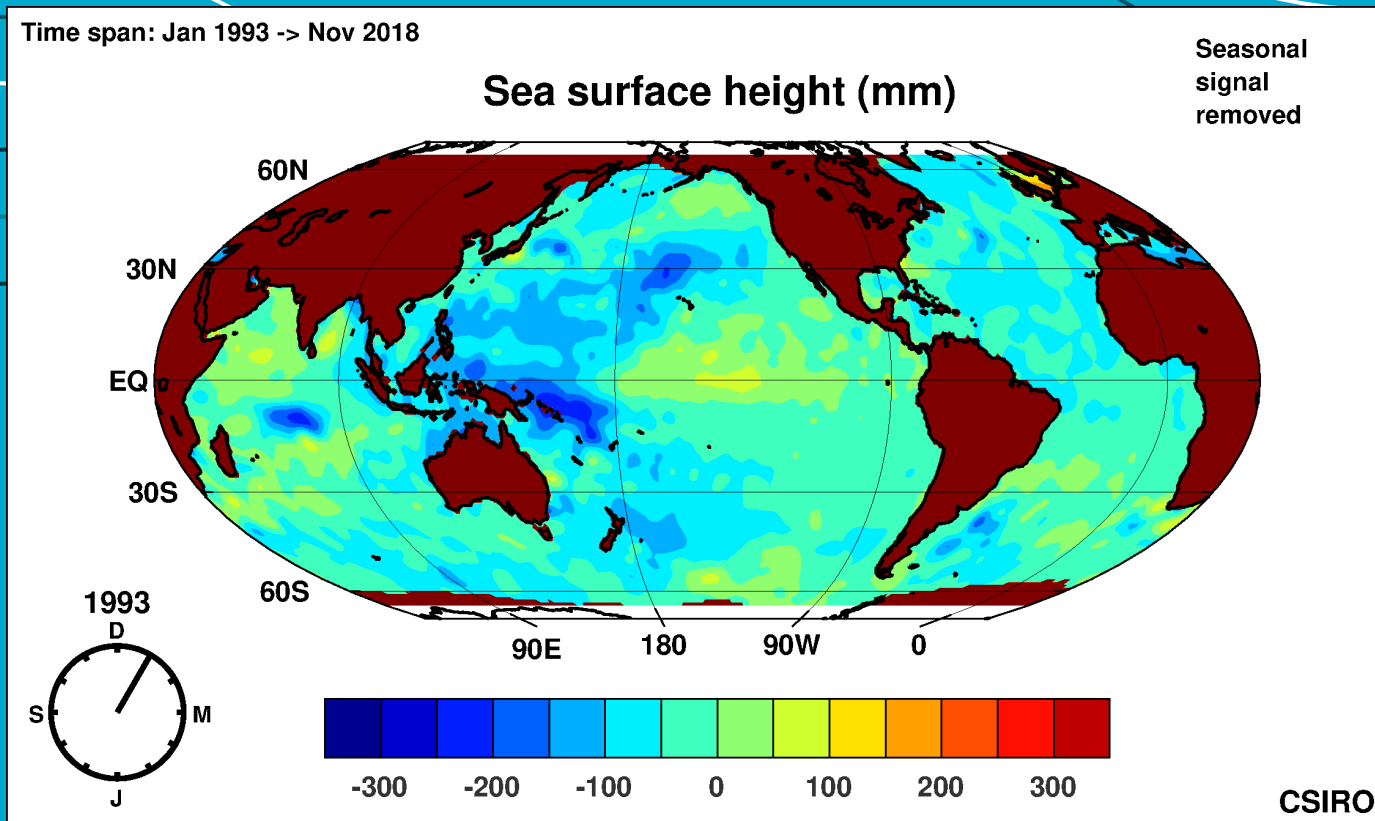 Time span: Jan 1993 -> Nov 2018
Seasonal
signal
removed
Sea surface height (mm)
60N
30N
EQ
30S
60S
90E
180
90W
0
1993
D
S
M
J
-300
-200
-100
0
100
200
300
CSIRO